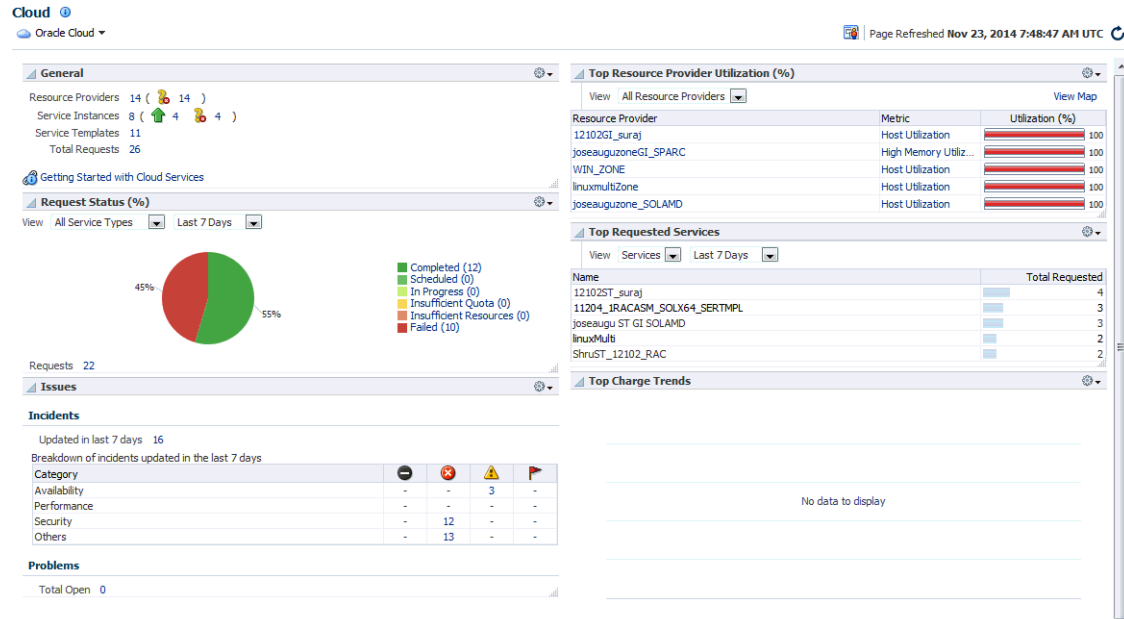 Cloud
Oracle Cloud
Page Refreshed Nov 23, 2014 7:48:47 AM UTC
General
Resource Providers 14 ( 14 )
Service Instances 8 ( 4 4 )
Service Templates 11
Total Requests 26
Getting Started with Cloud Services
Request Status (%)
View All Service Types Last 7 Days
45%
55%
Completed (12)
Scheduled (0)
In Progress (0)
Insufficient Quota (0)
Insufficient Resources (0)
Failed (10)
Requests 22
Issues
Incidents
Updated in last 7 days 16
Breakdown of incidents updated in the last 7 days
Category
Availability - - 3 -
Performance - - - -
Security - 12 - -
Others - 13 - -
Problems
Total Open 0
Top Resource Provider Utilization (%)
View All Resource Providers View Map
Resource Provider Metric Utilization (%)
12102GI_suraj Host Utilization 100
joseauguzoneGI_SPARC High Memory Utiliz... 100
WIN_ZONE Host Utilization 100
linuxmultiZone Host Utilization 100
joseauguzone_SOLAMD Host Utilization 100
Top Requested Services
View Services Last 7 Days
Name Total Requested
12102ST_suraj 4
11204_1RACASM_SOLX64_SERTMPL 3
joseaugu ST GI SOLAMD 3
linuxMulti 2
ShruST_12102_RAC 2
Top Charge Trends
No data to display